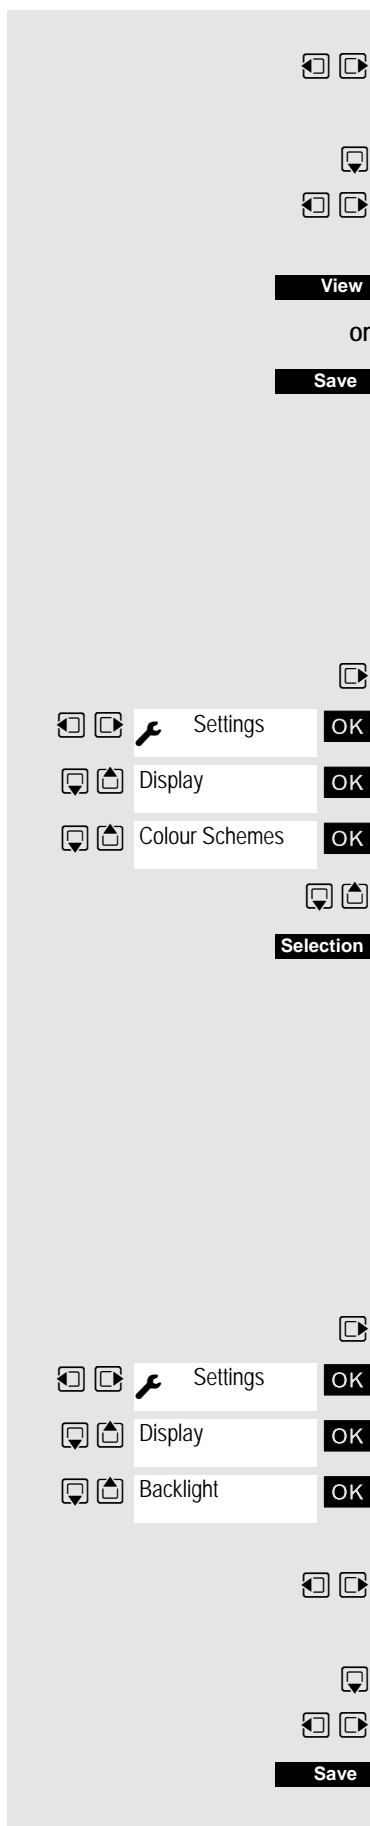 View
or
Save
Settings OK
Display OK
Colour Schemes OK
Selection
Settings OK
Display OK
Backlight OK
Save